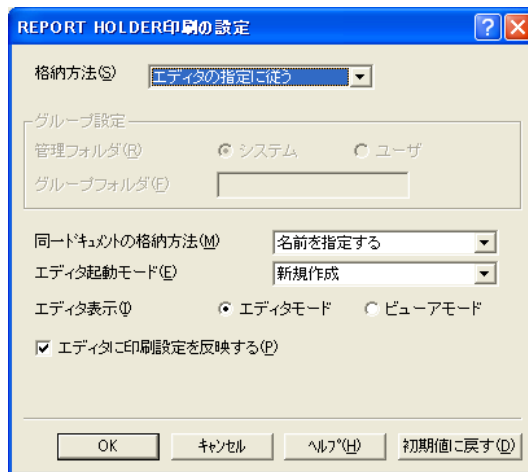 REPORT HOLDER印刷の設定
格納方法(S) エディタの指定に従う
グループ設定
管理フォルダ(R) システム ユーザ
グループフォルダ(F)
同一ドキュメントの格納方法(M) 名前を指定する
エディタ起動モード(E) 新規作成
エディタ表示(I) エディタモード ビューアモード
エディタに印刷設定を反映する(P)
OK キャンセル ヘルプ(H) 初期値に戻す(D)